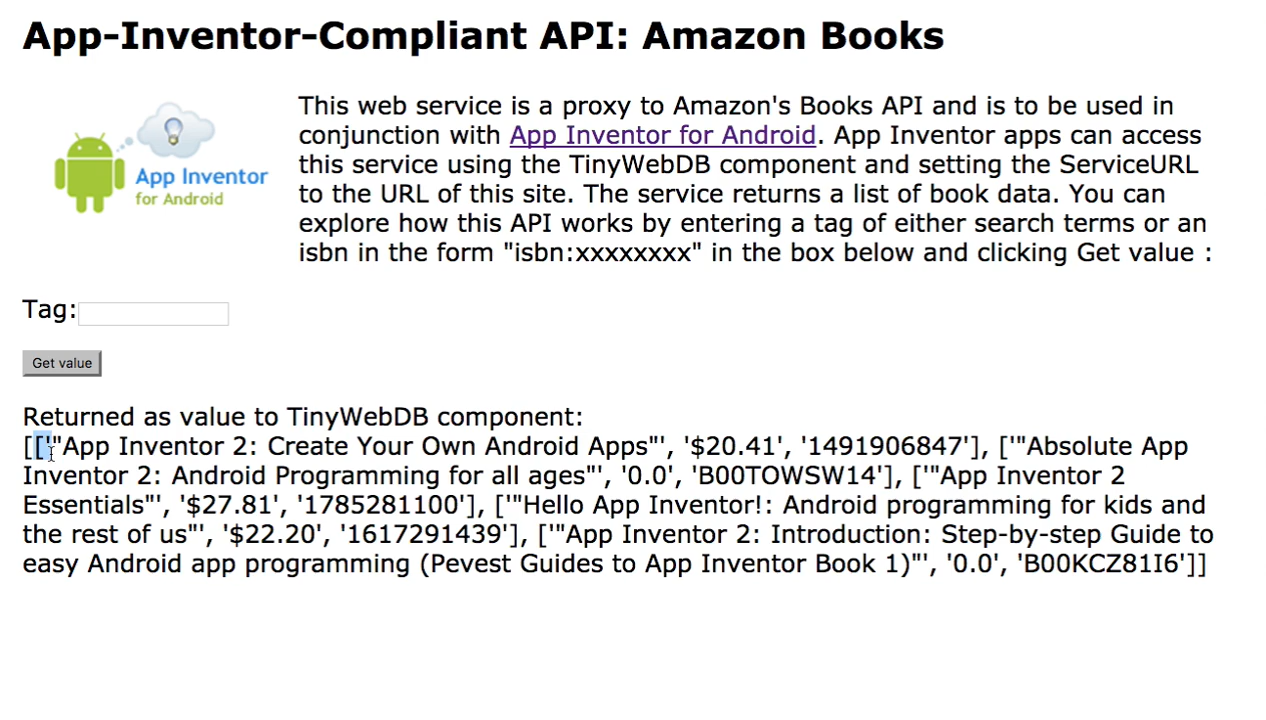 App-Inventor-Compliant API: Amazon Books
App Inventor
for Android
This web service is a proxy to Amazon's Books API and is to be used in
conjunction with App Inventor for Android. App Inventor apps can access
this service using the TinyWebDB component and setting the ServiceURL
to the URL of this site. The service returns a list of book data. You can
explore how this API works by entering a tag of either search terms or an
isbn in the form "isbn:xxxxxxxx" in the box below and clicking Get value :
Tag:
Get value
Returned as value to TinyWebDB component:
[['"App Inventor 2: Create Your Own Android Apps"', '$20.41', '1491906847'], ['"Absolute App
Inventor 2: Android Programming for all ages"', '0.0', 'B00TOWSW14'], ['"App Inventor 2
Essentials"', '$27.81', '1785281100'], ['"Hello App Inventor!: Android programming for kids and
the rest of us"', '$22.20', '1617291439'], ['"App Inventor 2: Introduction: Step-by-step Guide to
easy Android app programming (Pevest Guides to App Inventor Book 1)"', '0.0', 'B00KCZ81I6']]